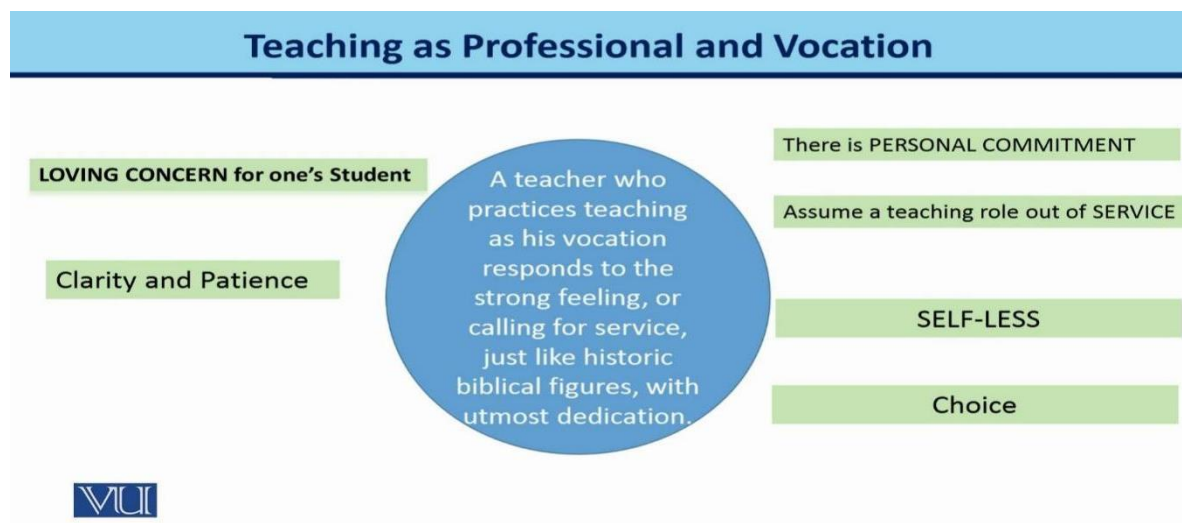 Teaching as Professional and Vocation
LOVING CONCERN for one's Student
Clarity and Patience
A teacher who
practices teaching
as his vocation
responds to the
strong feeling, or
calling for service,
just like historic
biblical figures, with
utmost dedication.
There is PERSONAL COMMITMENT
Assume a teaching role out of SERVICE
SELF-LESS
Choice
VU